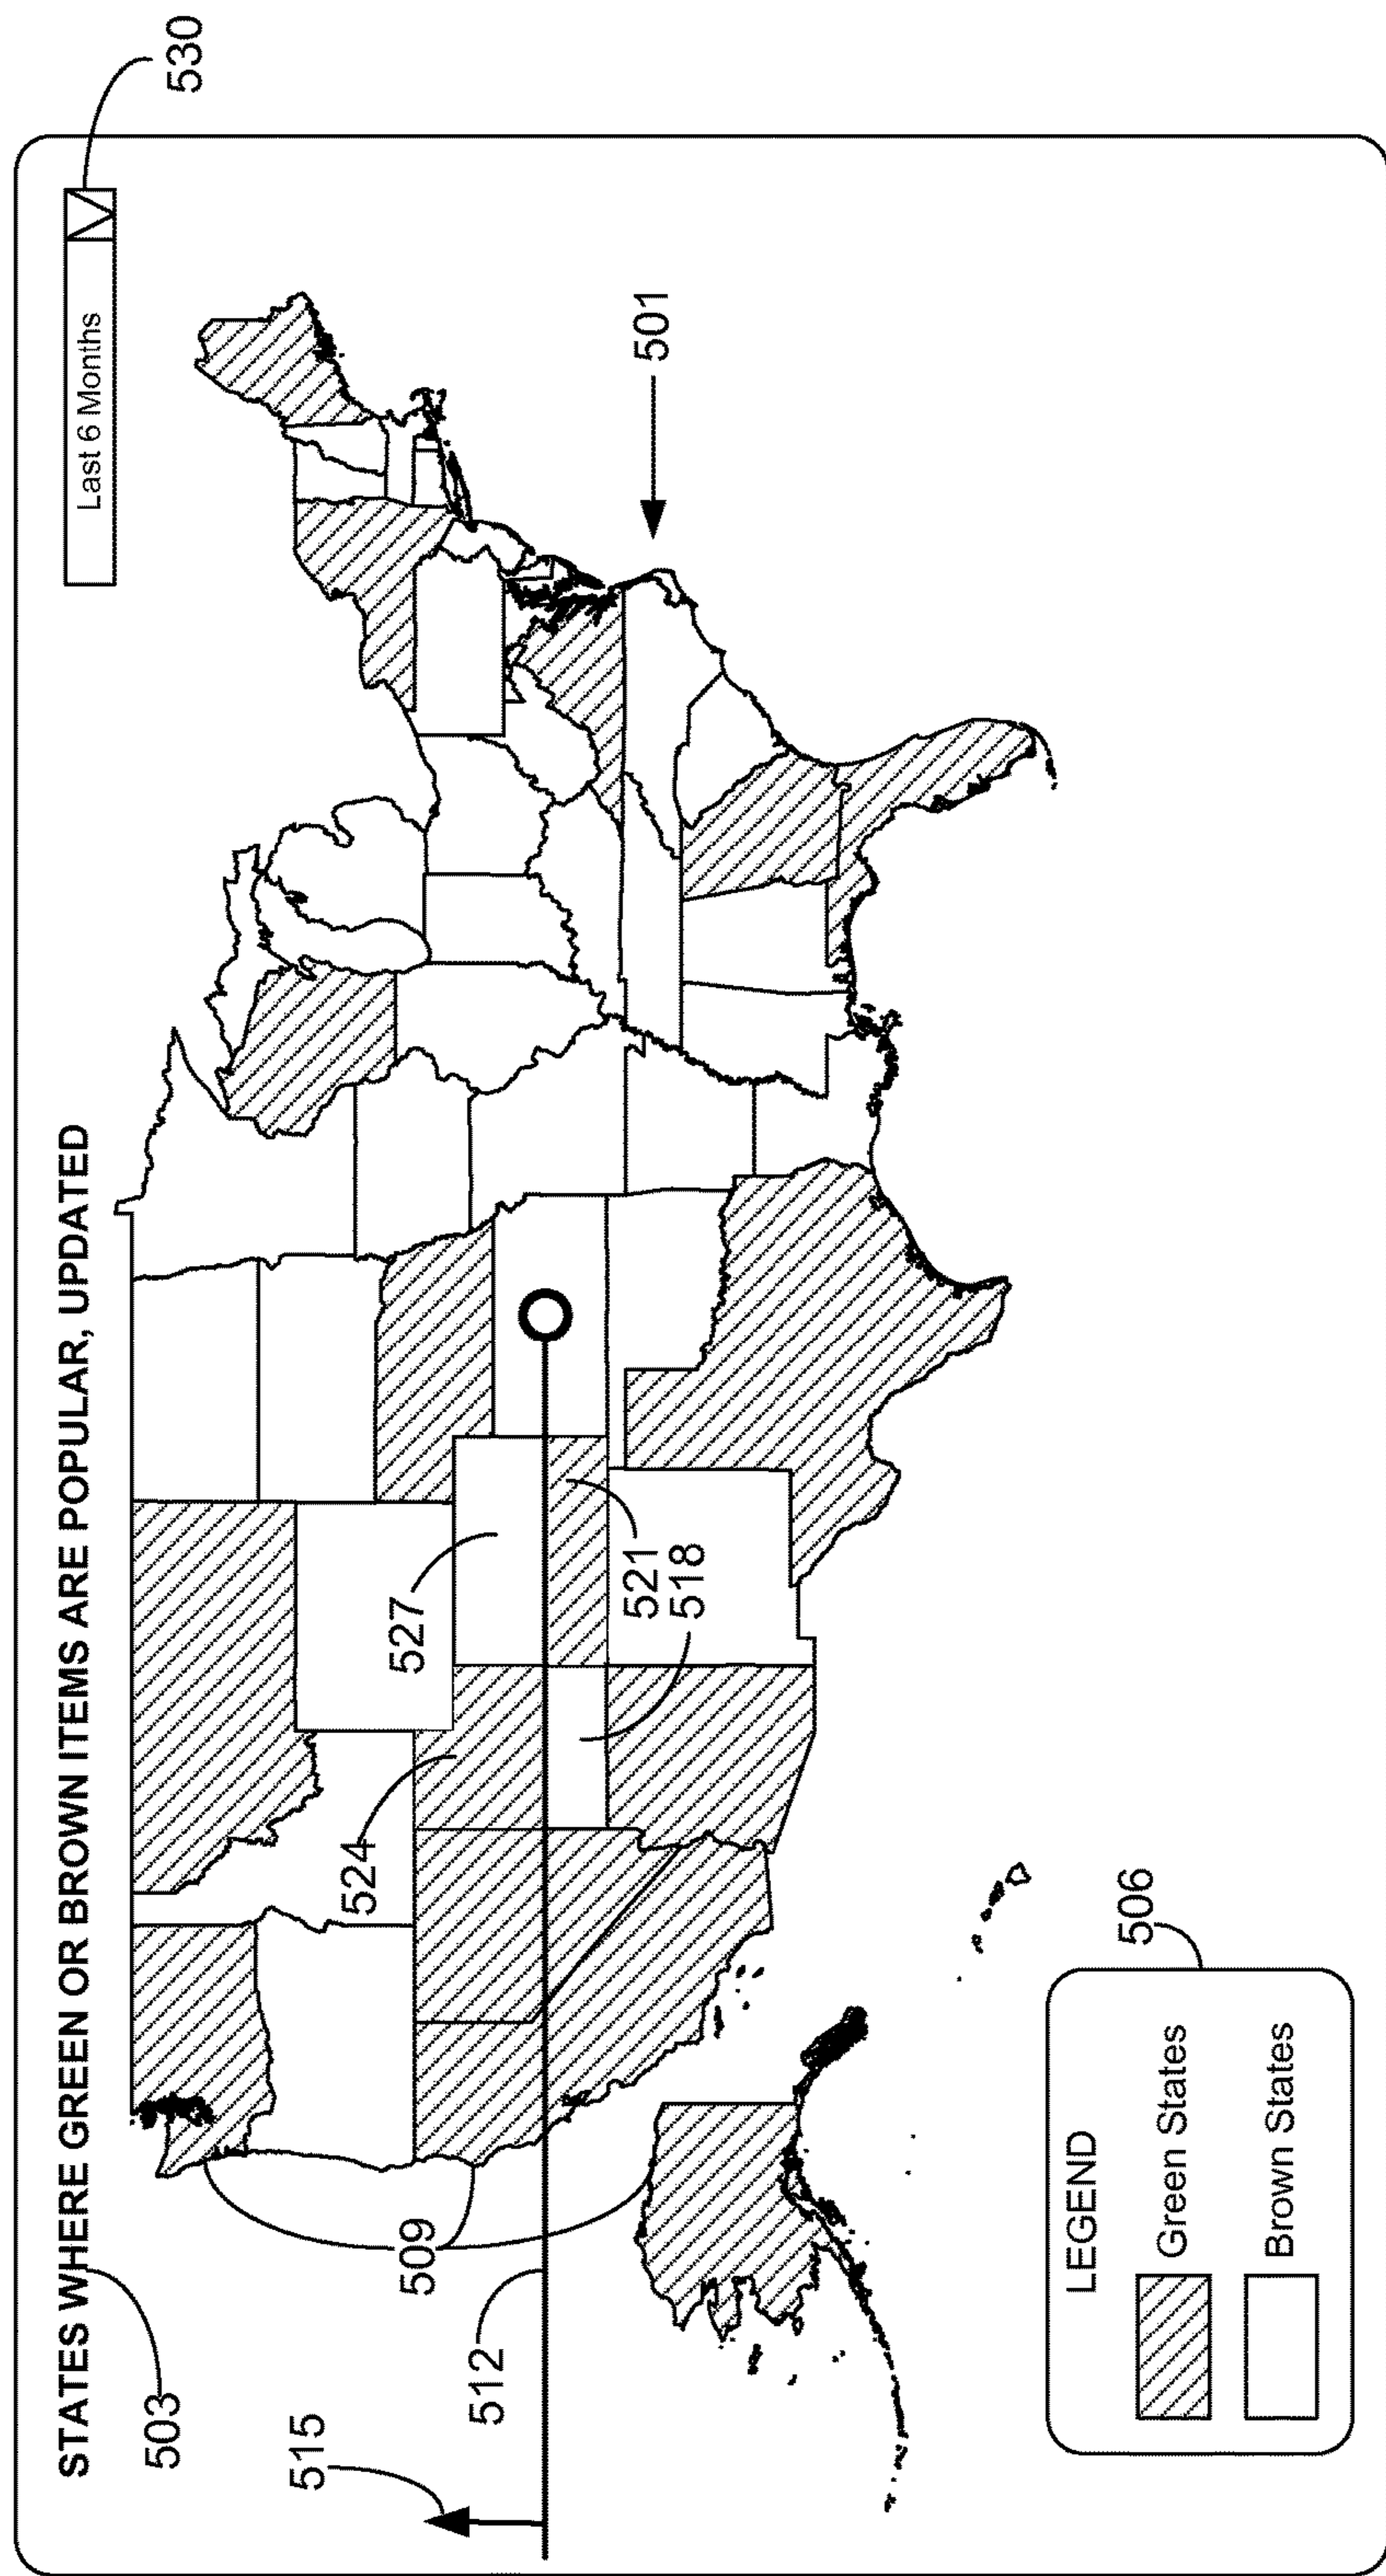 STATES WHERE GREEN OR BROWN ITEMS ARE POPULAR, UPDATED
Last 6 Months
530
503
515
512
509
524
527
521
518
501
506
LEGEND
Green States
Brown States